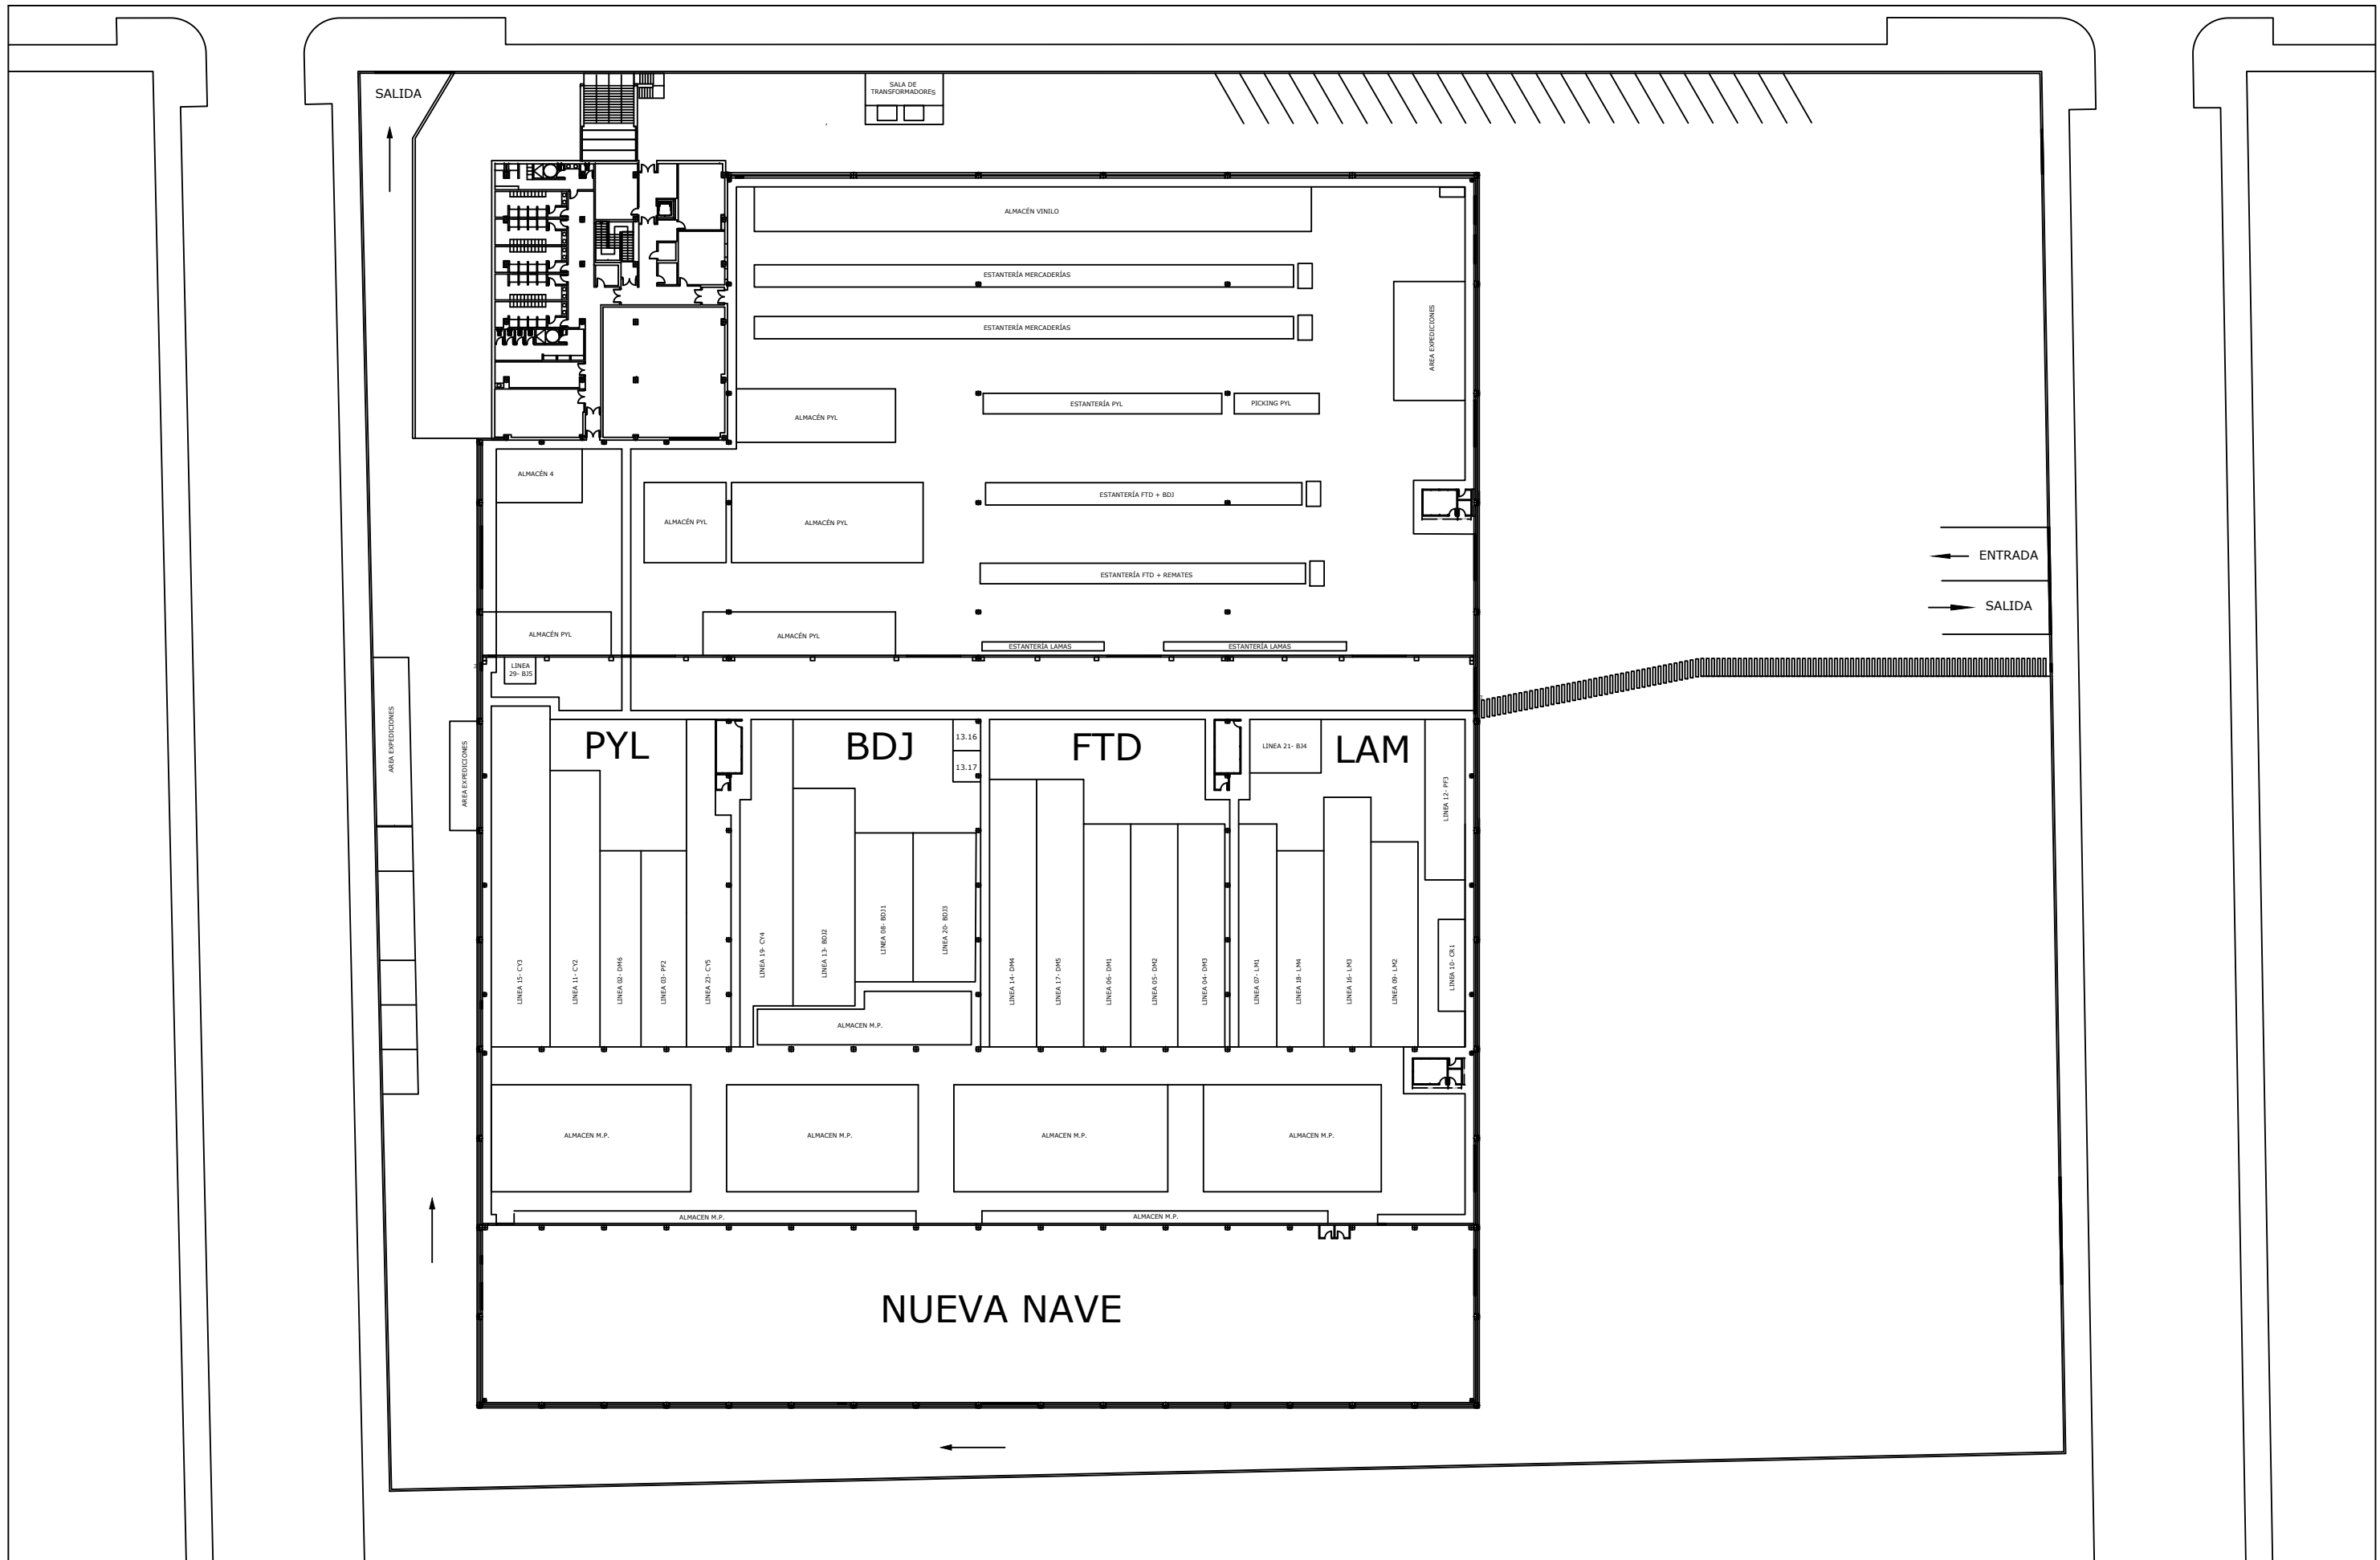 SALIDA
SALA DE
TRANSFORMADORES
ALMACÉN VINILO
ESTANTERÍA MERCADERÍAS
ESTANTERÍA MERCADERÍAS
AREA EXPEDICIONES
ALMACÉN PYL
ESTANTERÍA PYL
PICKING PYL
ALMACÉN 4
ALMACÉN PYL
ALMACÉN PYL
ESTANTERÍA FTD + BDJ
ENTRADA
ESTANTERÍA FTD + REMATES
SALIDA
ALMACÉN PYL
ALMACÉN PYL
ESTANTERÍA LAMAS
ESTANTERÍA LAMAS
LINEA
29- BJ5
AREA EXPEDICIONES
AREA EXPEDICIONES
PYL
BDJ
13.16
13.17
FTD
LINEA 21- BJ4
LAM
LINEA 12- PF3
LINEA 15- CY3
LINEA 11- CY2
LINEA 02- DM6
LINEA 03- PF2
LINEA 23- CY5
LINEA 19- CY4
LINEA 13- BDJ2
LINEA 08- BDJ1
LINEA 20- BDJ3
LINEA 14- DM4
LINEA 17- DM5
LINEA 06- DM1
LINEA 05- DM2
LINEA 04- DM3
LINEA 07- LM1
LINEA 18- LM4
LINEA 16- LM3
LINEA 09- LM2
LINEA 10- CR1
ALMACEN M.P.
ALMACEN M.P.
ALMACEN M.P.
ALMACEN M.P.
ALMACEN M.P.
ALMACEN M.P.
ALMACEN M.P.
NUEVA NAVE